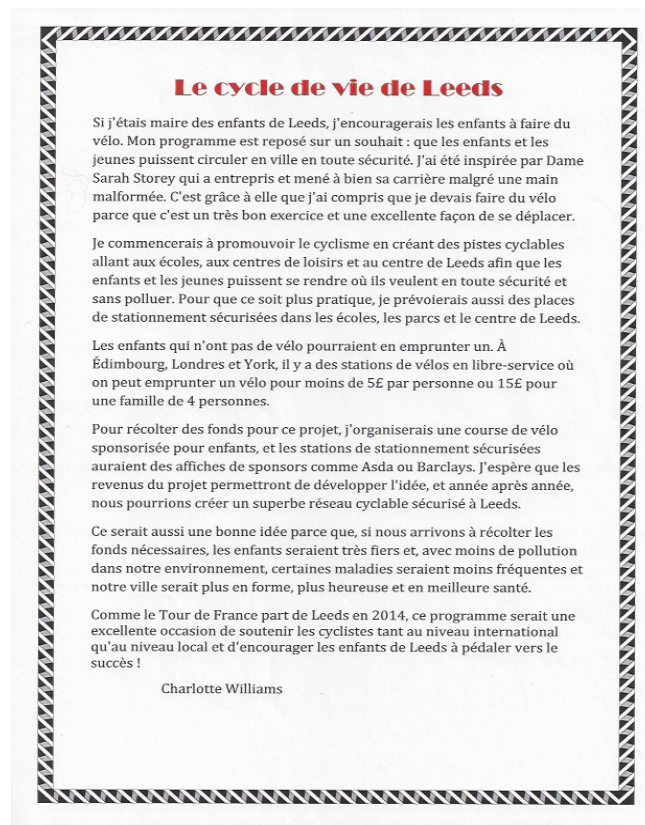 Le cycle de vie de Leeds
Si j'étais maire des enfants de Leeds, j'encouragerais les enfants à faire du
vélo. Mon programme est reposé sur un souhait : que les enfants et les
jeunes puissent circuler en ville en toute sécurité. J'ai été inspirée par Dame
Sarah Storey qui a entrepris et mené à bien sa carrière malgré une main
malformée. C'est grâce à elle que j'ai compris que je devais faire du vélo
parce que c'est un très bon exercice et une excellente façon de se déplacer.
Je commencerais à promouvoir le cyclisme en créant des pistes cyclables
allant aux écoles, aux centres de loisirs et au centre de Leeds afin que les
enfants et les jeunes puissent se rendre où ils veulent en toute sécurité et
sans polluer. Pour que ce soit plus pratique, je prévoierais aussi des places
de stationnement sécurisées dans les écoles, les parcs et le centre de Leeds.
Les enfants qui n'ont pas de vélo pourraient en emprunter un. À
Édimbourg, Londres et York, il y a des stations de vélos en libre-service où
on peut emprunter un vélo pour moins de 5£ par personne ou 15£ pour
une famille de 4 personnes.
Pour récolter des fonds pour ce projet, j'organiserais une course de vélo
sponsorisée pour enfants, et les stations de stationnement sécurisées
auraient des affiches de sponsors comme Asda ou Barclays. J'espère que les
revenus du projet permettront de développer l'idée, et année après année,
nous pourrions créer un superbe réseau cyclable sécurisé à Leeds.
Ce serait aussi une bonne idée parce que, si nous arrivons à récolter les
fonds nécessaires, les enfants seraient très fiers et, avec moins de pollution
dans notre environnement, certaines maladies seraient moins fréquentes et
notre ville serait plus en forme, plus heureuse et en meilleure santé.
Comme le Tour de France part de Leeds en 2014, ce programme serait une
excellente occasion de soutenir les cyclistes tant au niveau international
qu'au niveau local et d'encourager les enfants de Leeds à pédaler vers le
succès !
Charlotte Williams